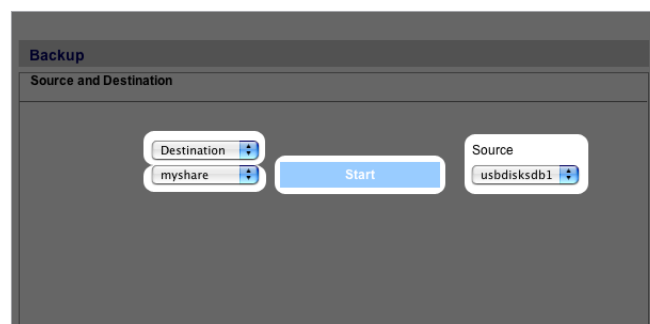 Backup
Source and Destination
Destination
myshare
Start
Source
usbdisksdb1